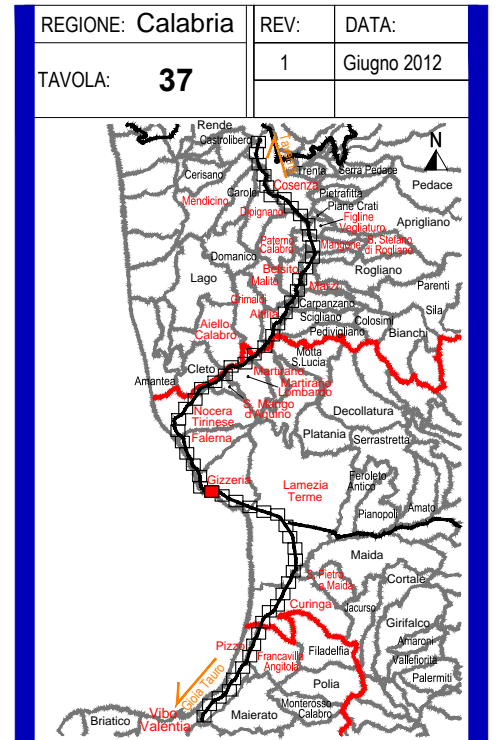 REGIONE: Calabria
REV:
DATA:
TAVOLA: 37
1
Giugno 2012
Rende
Castrolibero
Taverna
N
Trenta
Serra Pedace
Cerisano
Cosenza
Pedace
Carolei
Pietrafitta
Mendicino
Piane Crati
Dipignano
Figline
Vegliaturo
Aprigliano
Paterno
Calabro
Mangone
S. Stefano
di Rogliano
Domanico
Belsito
Rogliano
Lago
Malito
Marzi
Parenti
Grimaldi
Carpanzano
Altilia
Scigliano
Sila
Aiello
Calabro
Colosimi
Pedivigliano
Bianchi
Motta
S.Lucia
Cleto
Martirano
Amantea
Martirano
Lombardo
S. Mango
d'Aquino
Nocera
Tirinese
Decollatura
Falerna
Platania
Serrastretta
Gizzeria
Lamezia
Terme
Feroleto
Antico
Pianopoli
Amato
Maida
S. Pietro
a Maida
Cortale
Curinga
Jacurso
Girifalco
Pizzo
Amaroni
Francavilla
Angitola
Filadelfia
Vallefiorita
Gioia Tauro
Polia
Palermiti
Vibo
Valentia
Briatico
Maierato
Monterosso
Calabro